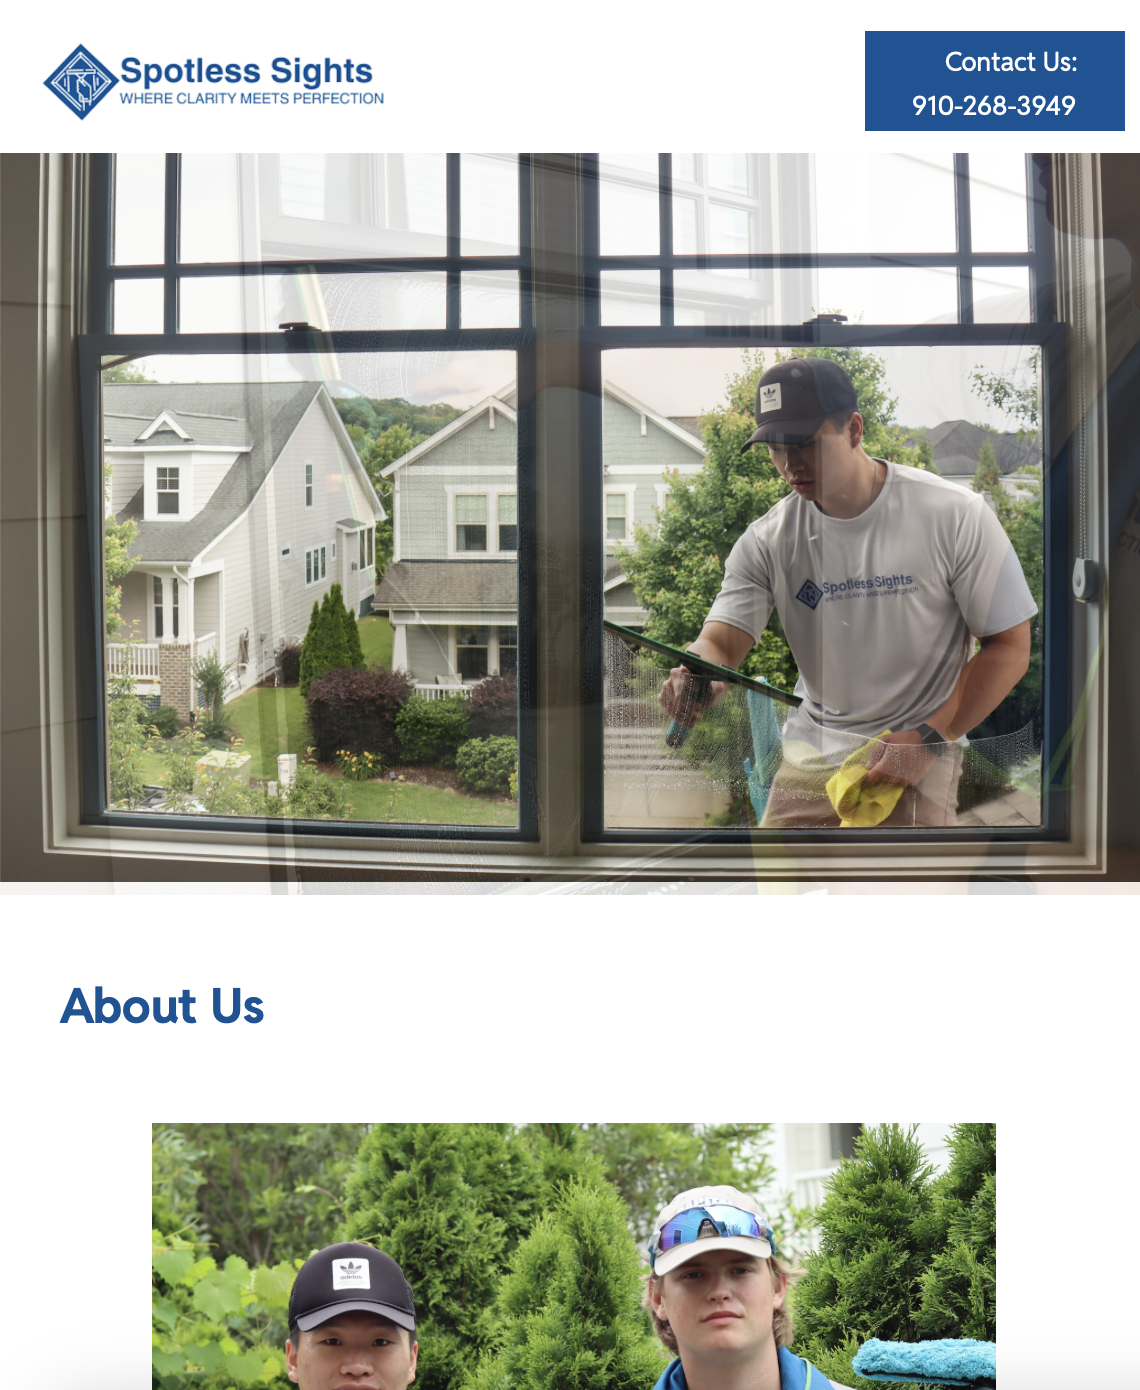 Spotless Sights
WHERE CLARITY MEETS PERFECTION
Contact Us:
910-268-3949
Spotless Sights
WHERE CLARITY MEETS PERFECTION
About Us
adidas